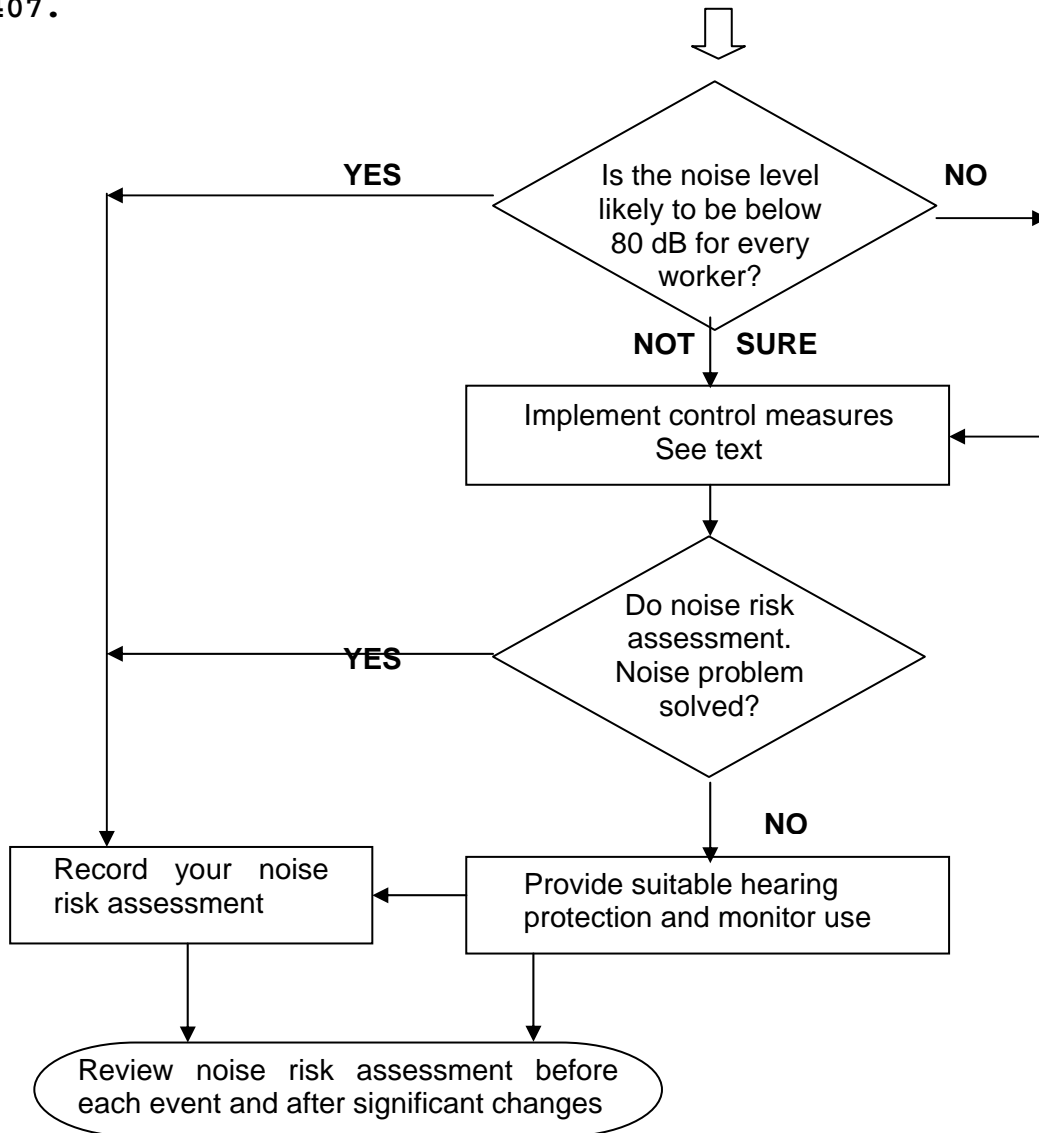 407.
YES
Is the noise level
likely to be below
80 dB for every
worker?
NO
NOT SURE
Implement control measures
See text
Do noise risk
assessment.
Noise problem
solved?
YES
NO
Record your noise
risk assessment
Provide suitable hearing
protection and monitor use
Review noise risk assessment before
each event and after significant changes